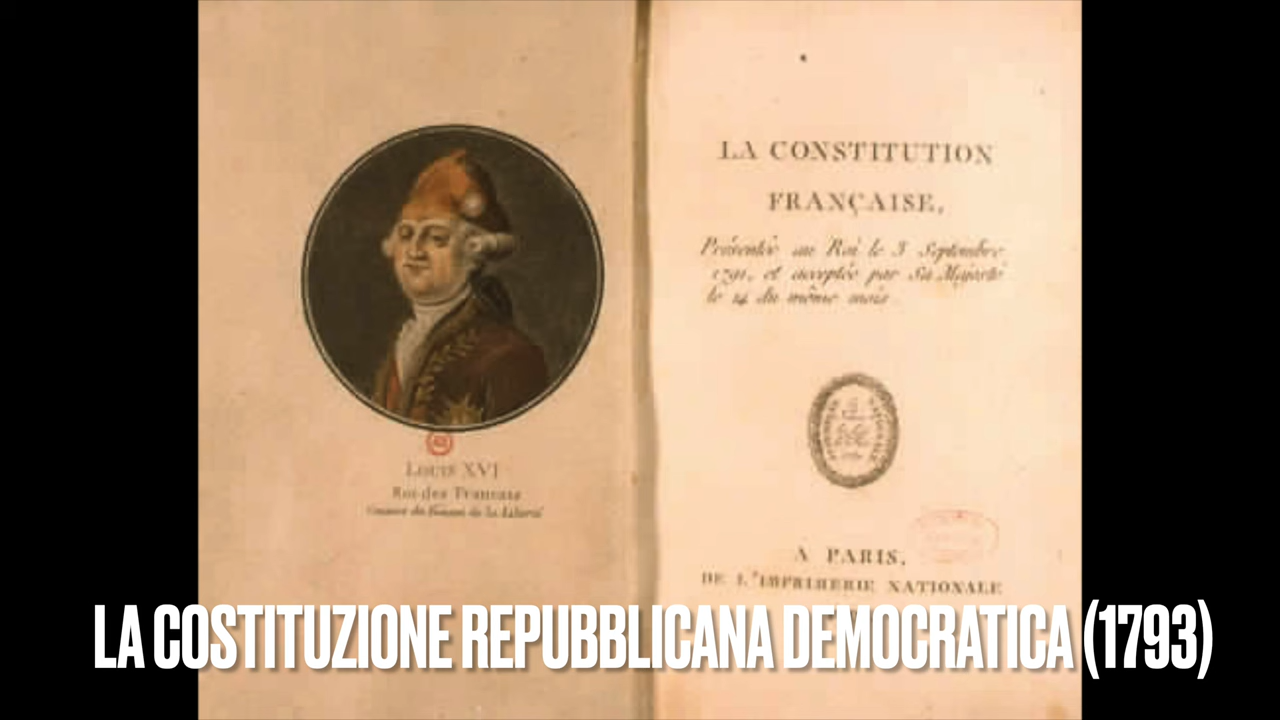 LOUIS XVI
Roi des Français
LA CONSTITUTION
FRANÇAISE,
Présentée au Roi le 3 Septembre
1791, et acceptée par Sa Majesté
le 14 du même mois
A PARIS,
DE L'IMPRIMERIE NATIONALE
LA COSTITUZIONE REPUBBLICANA DEMOCRATICA (1793)